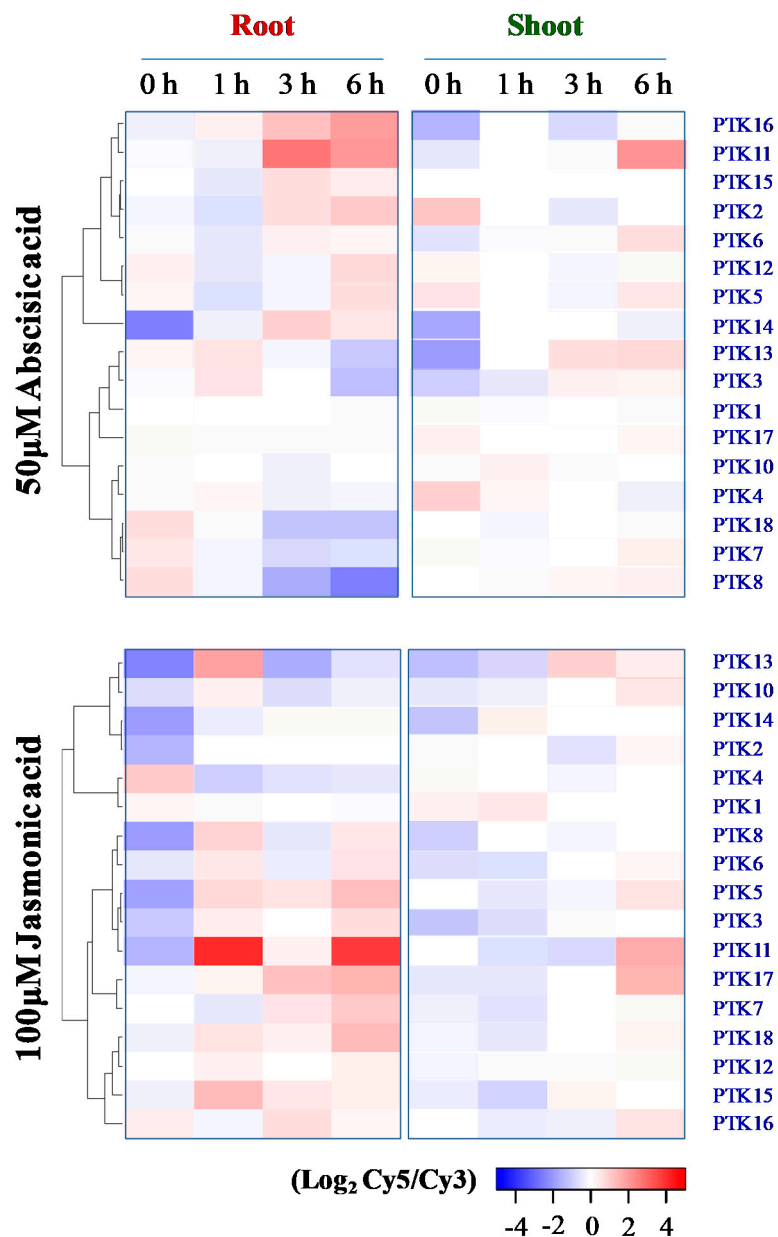 Root Shoot
0 h 1 h 3 h 6 h 0 h 1 h 3 h 6 h
50µM Abscisic acid
PTK16
PTK11
PTK15
PTK2
PTK6
PTK12
PTK5
PTK14
PTK13
PTK3
PTK1
PTK17
PTK10
PTK4
PTK18
PTK7
PTK8
100µM Jasmonic acid
PTK13
PTK10
PTK14
PTK2
PTK4
PTK1
PTK8
PTK6
PTK5
PTK3
PTK11
PTK17
PTK7
PTK18
PTK12
PTK15
PTK16
(Log₂ Cy5/Cy3)
-4 -2 0 2 4